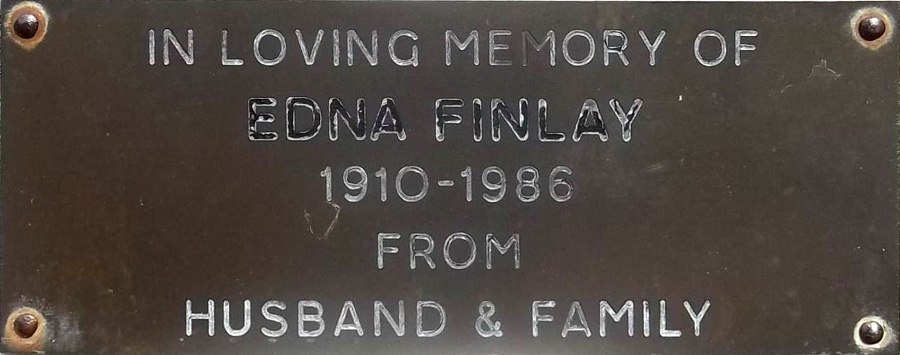 IN LOVING MEMORY OF
EDNA FINLAY
1910-1986
FROM
HUSBAND & FAMILY